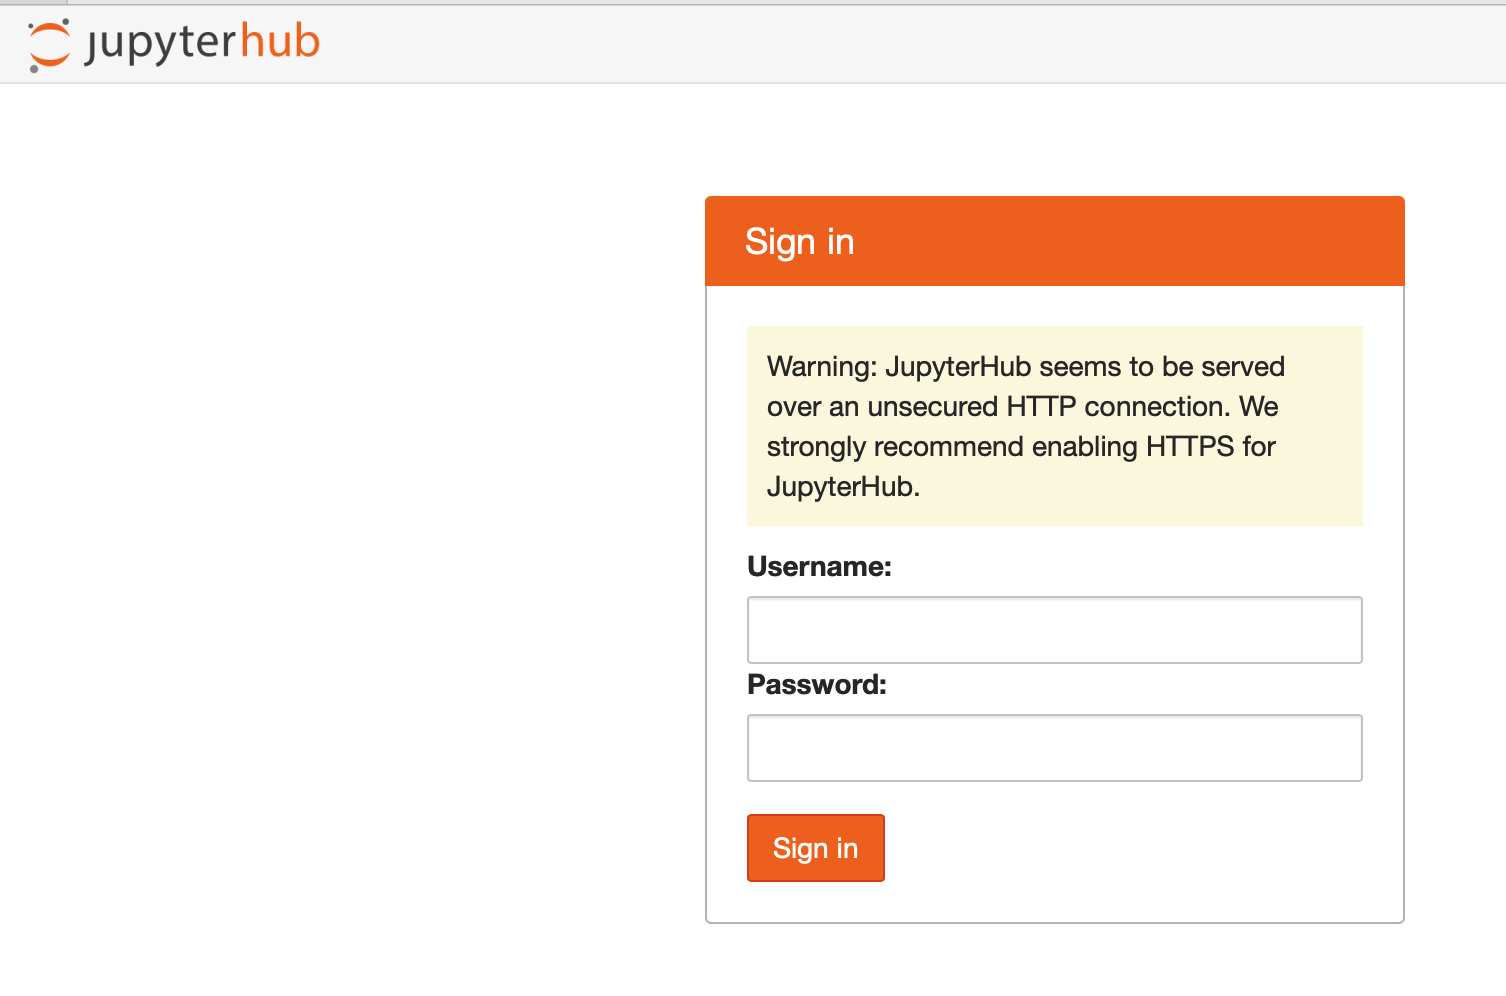 jupyterhub
Sign in
Warning: JupyterHub seems to be served
over an unsecured HTTP connection. We
strongly recommend enabling HTTPS for
JupyterHub.
Username:
Password:
Sign in